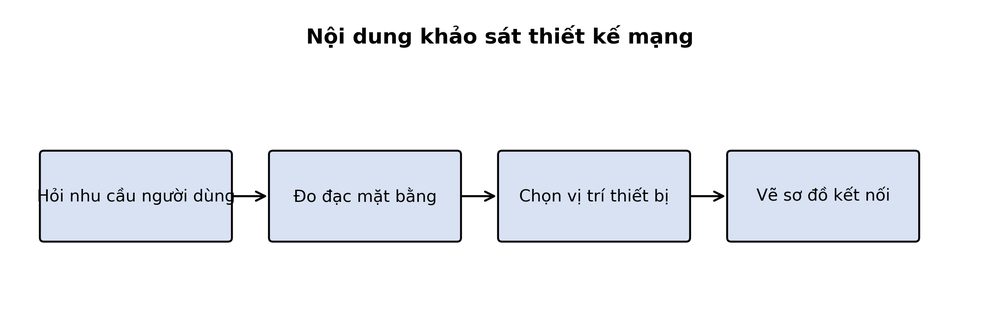 Nội dung khảo sát thiết kế mạng
Hỏi nhu cầu người dùng
Đo đạc mặt bằng
Chọn vị trí thiết bị
Vẽ sơ đồ kết nối